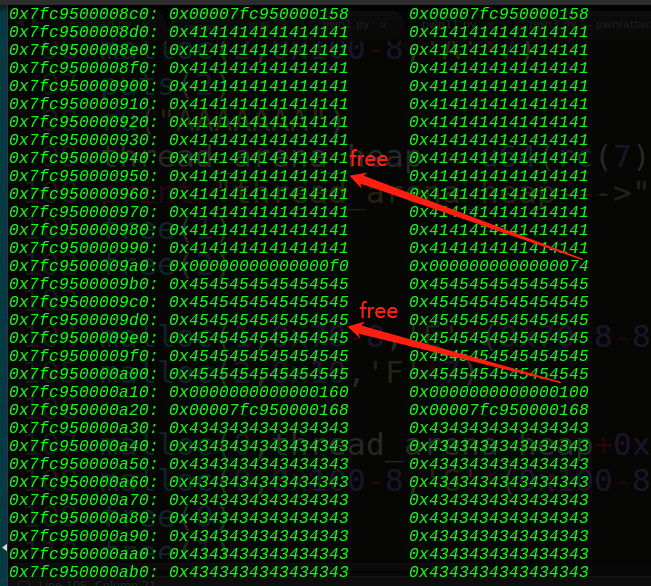 0x7fc9500008c0: 0x00007fc950000158 0x00007fc950000158
0x7fc9500008d0: 0x4141414141414141 0x4141414141414141
0x7fc9500008e0: 0x4141414141414141 0x4141414141414141
0x7fc9500008f0: 0x4141414141414141 0x4141414141414141
0x7fc950000900: 0x4141414141414141 0x4141414141414141
0x7fc950000910: 0x4141414141414141 0x4141414141414141
0x7fc950000920: 0x4141414141414141 0x4141414141414141
0x7fc950000930: 0x4141414141414141 0x4141414141414141
0x7fc950000940: 0x4141414141414141 free 0x4141414141414141
0x7fc950000950: 0x4141414141414141 0x4141414141414141
0x7fc950000960: 0x4141414141414141 0x4141414141414141
0x7fc950000970: 0x4141414141414141 0x4141414141414141
0x7fc950000980: 0x4141414141414141 0x4141414141414141
0x7fc950000990: 0x4141414141414141 0x4141414141414141
0x7fc9500009a0: 0x00000000000000f0 0x0000000000000074
0x7fc9500009b0: 0x4545454545454545 0x4545454545454545
0x7fc9500009c0: 0x4545454545454545 0x4545454545454545
free
0x7fc9500009d0: 0x4545454545454545 0x4545454545454545
0x7fc9500009e0: 0x4545454545454545 0x4545454545454545
0x7fc9500009f0: 0x4545454545454545 0x4545454545454545
0x7fc950000a00: 0x4545454545454545 0x4545454545454545
0x7fc950000a10: 0x0000000000000160 0x0000000000000100
0x7fc950000a20: 0x00007fc950000168 0x00007fc950000168
0x7fc950000a30: 0x4343434343434343 0x4343434343434343
0x7fc950000a40: 0x4343434343434343 0x4343434343434343
0x7fc950000a50: 0x4343434343434343 0x4343434343434343
0x7fc950000a60: 0x4343434343434343 0x4343434343434343
0x7fc950000a70: 0x4343434343434343 0x4343434343434343
0x7fc950000a80: 0x4343434343434343 0x4343434343434343
0x7fc950000a90: 0x4343434343434343 0x4343434343434343
0x7fc950000aa0: 0x4343434343434343 0x4343434343434343
0x7fc950000ab0: 0x4343434343434343 0x4343434343434343